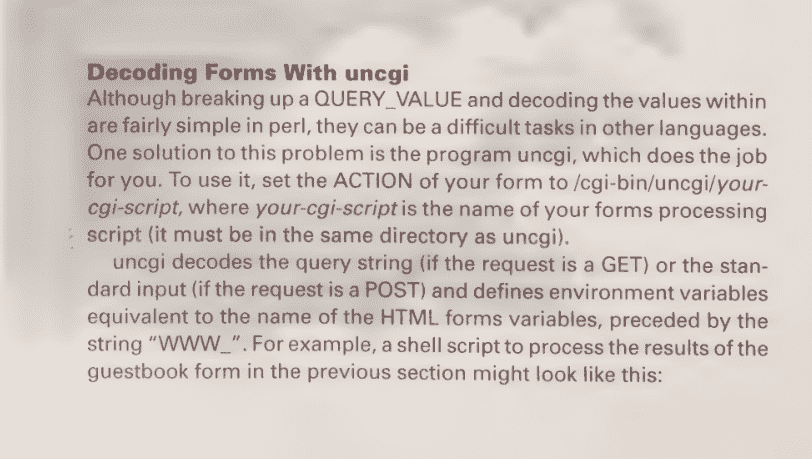 Decoding Forms With uncgi
Although breaking up a QUERY_VALUE and decoding the values within
are fairly simple in perl, they can be a difficult tasks in other languages.
One solution to this problem is the program uncgi, which does the job
for you. To use it, set the ACTION of your form to /cgi-bin/uncgi/your-
cgi-script, where your-cgi-script is the name of your forms processing
script (it must be in the same directory as uncgi).
uncgi decodes the query string (if the request is a GET) or the stan-
dard input (if the request is a POST) and defines environment variables
equivalent to the name of the HTML forms variables, preceded by the
string “WWW_”. For example, a shell script to process the results of the
guestbook form in the previous section might look like this: